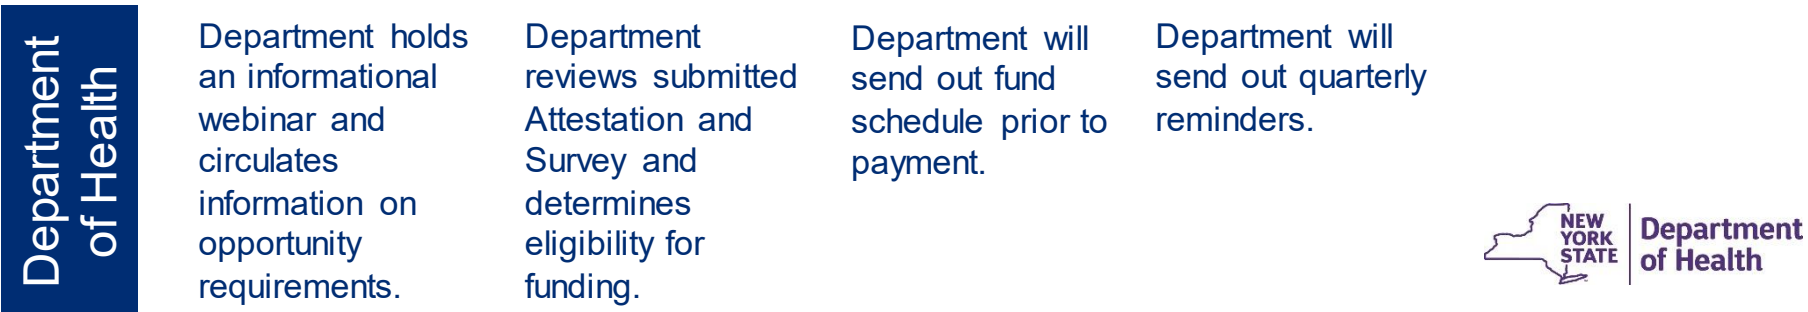 Department
of Health
Department holds
an informational
webinar and
circulates
information on
opportunity
requirements.
Department
reviews submitted
Attestation and
Survey and
determines
eligibility for
funding.
Department will
send out fund
schedule prior to
payment.
Department will
send out quarterly
reminders.
NEW
YORK
STATE
Department
of Health